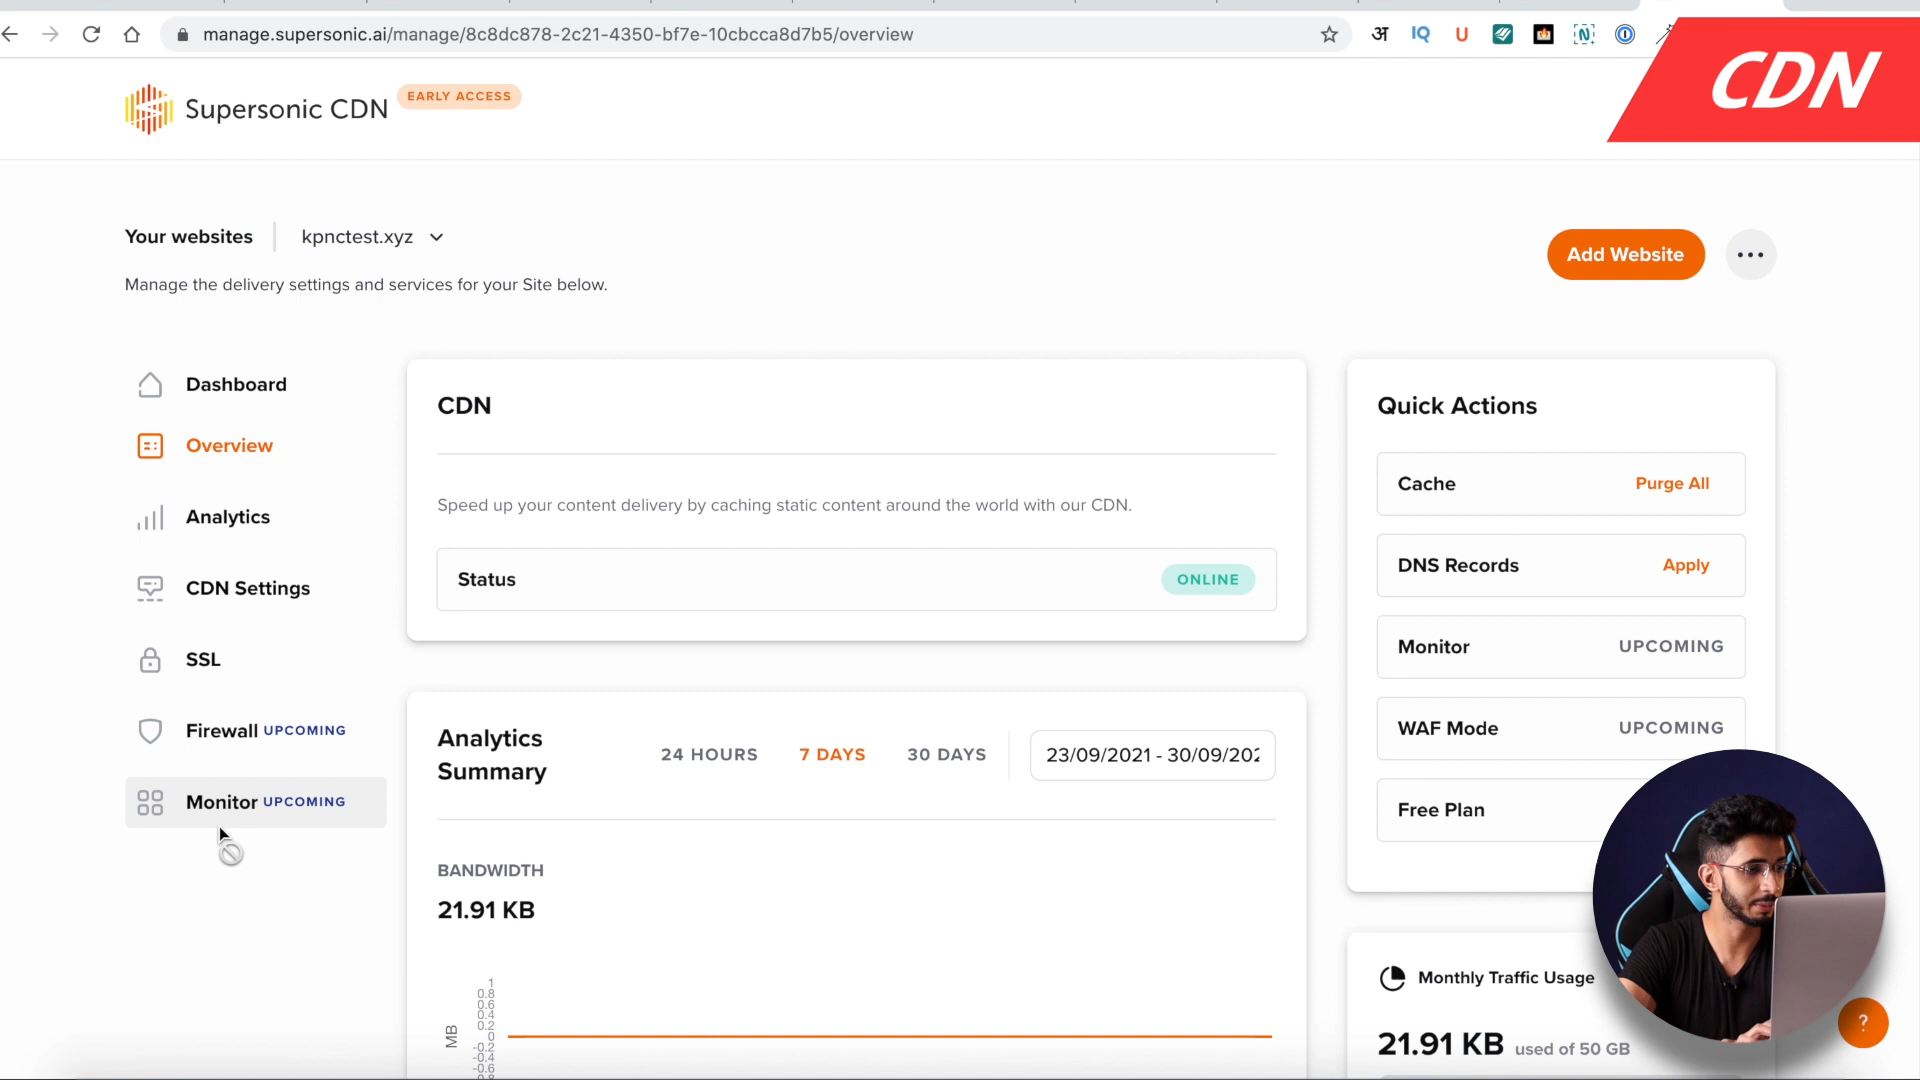 manage.supersonic.ai/manage/8c8dc878-2c21-4350-bf7e-10cbcca8d7b5/overview
अ IQ U N
CDN
Supersonic CDN EARLY ACCESS
Your websites kpnctest.xyz
Add Website
Manage the delivery settings and services for your Site below.
Dashboard
Overview
Analytics
CDN Settings
SSL
Firewall UPCOMING
Monitor UPCOMING
CDN
Speed up your content delivery by caching static content around the world with our CDN.
Status ONLINE
Analytics
Summary
24 HOURS 7 DAYS 30 DAYS 23/09/2021 - 30/09/202
BANDWIDTH
21.91 KB
MB
1
0.8
0.6
0.4
0.2
0
-0.2
-0.4
-0.6
Quick Actions
Cache Purge All
DNS Records Apply
Monitor UPCOMING
WAF Mode UPCOMING
Free Plan
Monthly Traffic Usage
21.91 KB used of 50 GB
?